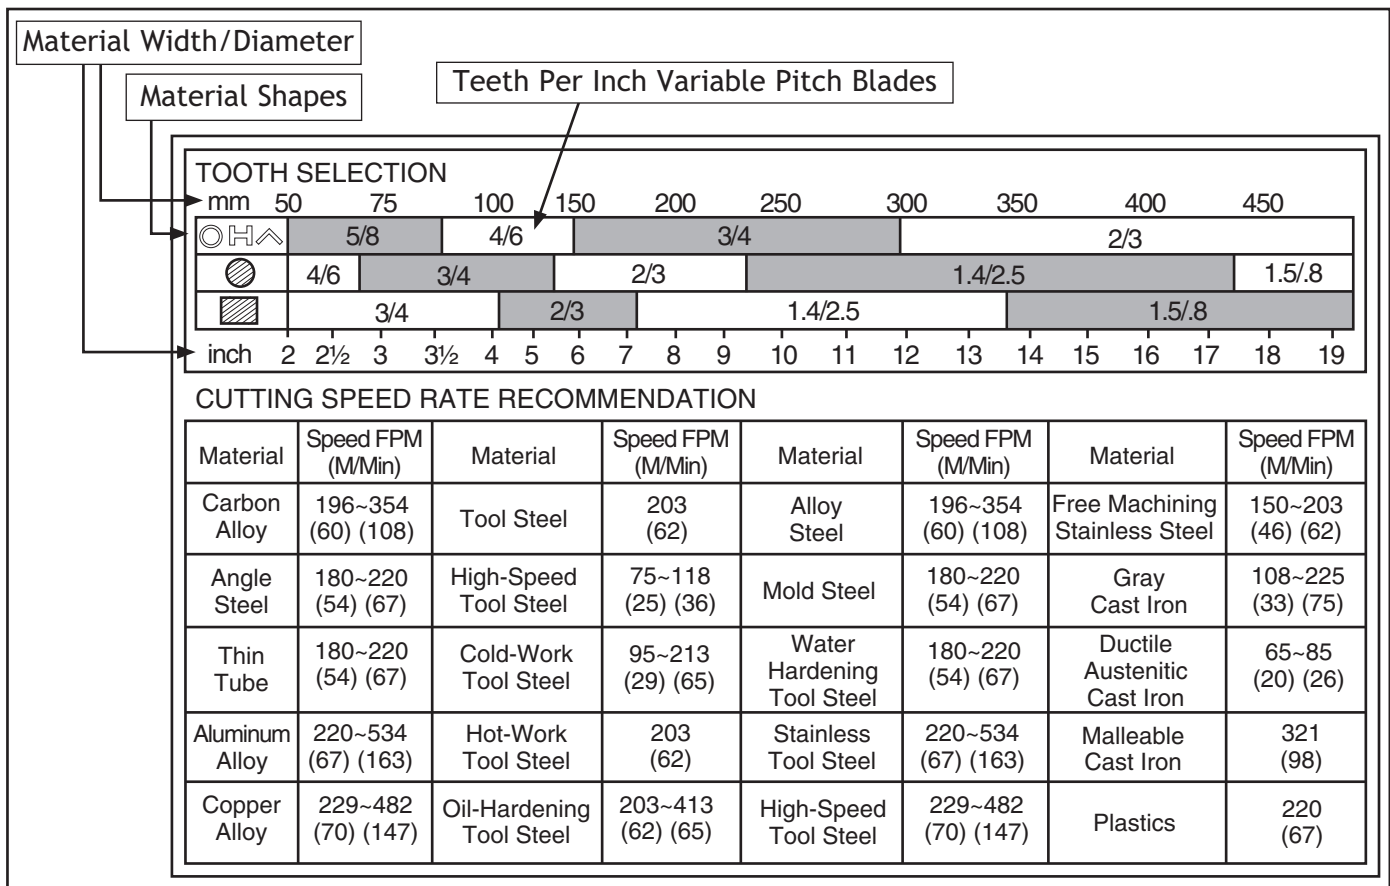 Material Width/Diameter
Material Shapes
Teeth Per Inch Variable Pitch Blades
TOOTH SELECTION
mm 50 75 100 150 200 250 300 350 400 450
5/8 4/6 3/4 2/3
4/6 3/4 2/3 1.4/2.5 1.5/.8
3/4 2/3 1.4/2.5 1.5/.8
inch 2 2½ 3 3½ 4 5 6 7 8 9 10 11 12 13 14 15 16 17 18 19
CUTTING SPEED RATE RECOMMENDATION
Material Speed FPM (M/Min) Material Speed FPM (M/Min) Material Speed FPM (M/Min) Material Speed FPM (M/Min)
Carbon Alloy 196~354 (60) (108) Tool Steel 203 (62) Alloy Steel 196~354 (60) (108) Free Machining Stainless Steel 150~203 (46) (62)
Angle Steel 180~220 (54) (67) High-Speed Tool Steel 75~118 (25) (36) Mold Steel 180~220 (54) (67) Gray Cast Iron 108~225 (33) (75)
Thin Tube 180~220 (54) (67) Cold-Work Tool Steel 95~213 (29) (65) Water Hardening Tool Steel 180~220 (54) (67) Ductile Austenitic Cast Iron 65~85 (20) (26)
Aluminum Alloy 220~534 (67) (163) Hot-Work Tool Steel 203 (62) Stainless Tool Steel 220~534 (67) (163) Malleable Cast Iron 321 (98)
Copper Alloy 229~482 (70) (147) Oil-Hardening Tool Steel 203~413 (62) (65) High-Speed Tool Steel 229~482 (70) (147) Plastics 220 (67)